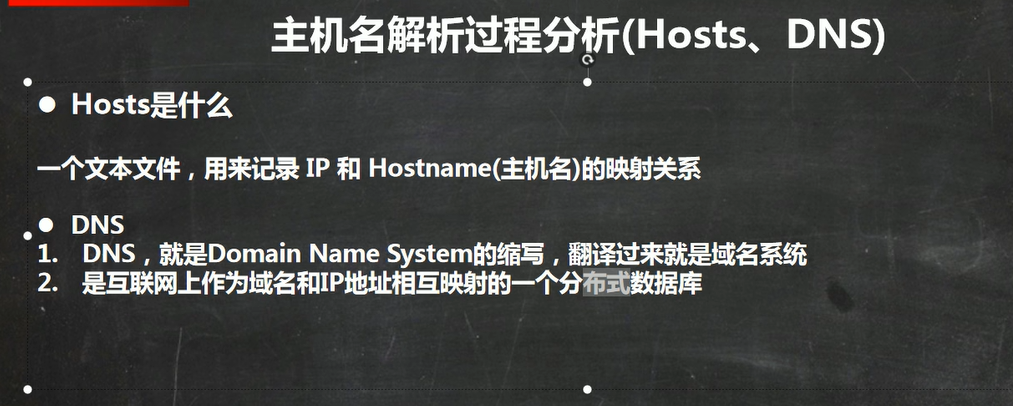 主机名解析过程分析(Hosts、DNS)
● Hosts是什么
一个文本文件，用来记录 IP 和 Hostname(主机名)的映射关系
● DNS
1. DNS，就是Domain Name System的缩写，翻译过来就是域名系统
2. 是互联网上作为域名和IP地址相互映射的一个分布式数据库